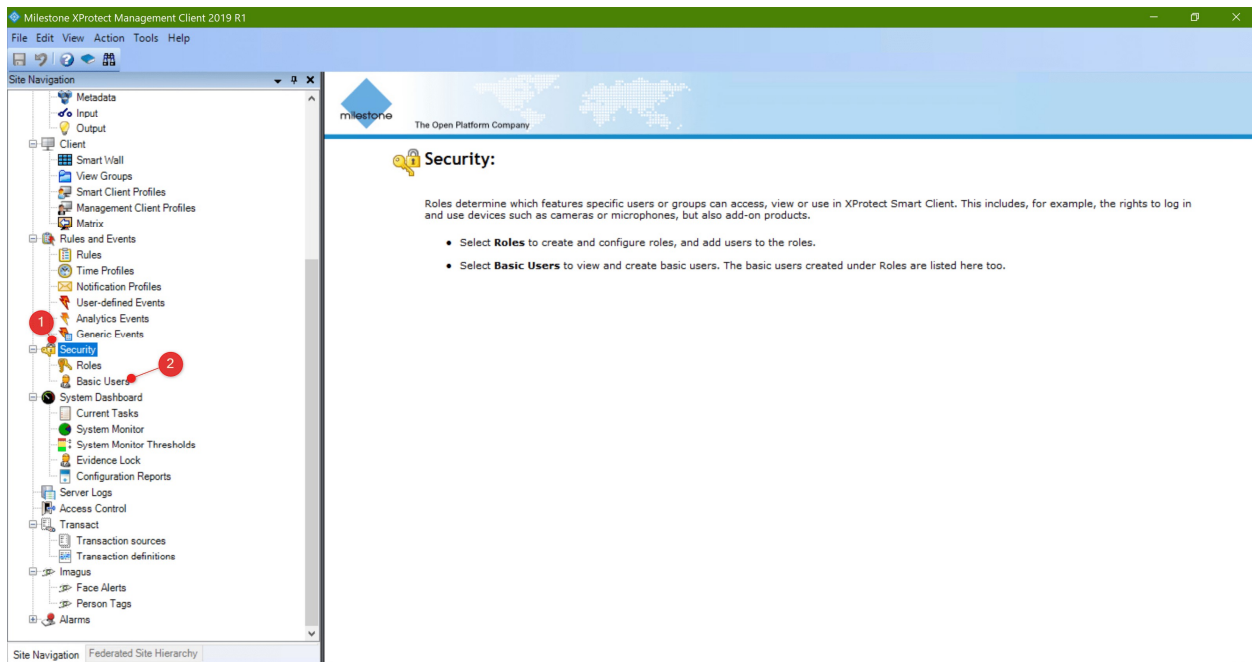 Milestone XProtect Management Client 2019 R1
File Edit View Action Tools Help
Site Navigation
Metadata
Input
Output
Client
Smart Wall
View Groups
Smart Client Profiles
Management Client Profiles
Matrix
Rules and Events
Rules
Time Profiles
Notification Profiles
User-defined Events
Analytics Events
1
Generic Events
Security
Roles
2
Basic Users
System Dashboard
Current Tasks
System Monitor
System Monitor Thresholds
Evidence Lock
Configuration Reports
Server Logs
Access Control
Transact
Transaction sources
Transaction definitions
Imagus
Face Alerts
Person Tags
Alarms
Site Navigation Federated Site Hierarchy
milestone
The Open Platform Company
Security:
Roles determine which features specific users or groups can access, view or use in XProtect Smart Client. This includes, for example, the rights to log in
and use devices such as cameras or microphones, but also add-on products.
• Select Roles to create and configure roles, and add users to the roles.
• Select Basic Users to view and create basic users. The basic users created under Roles are listed here too.